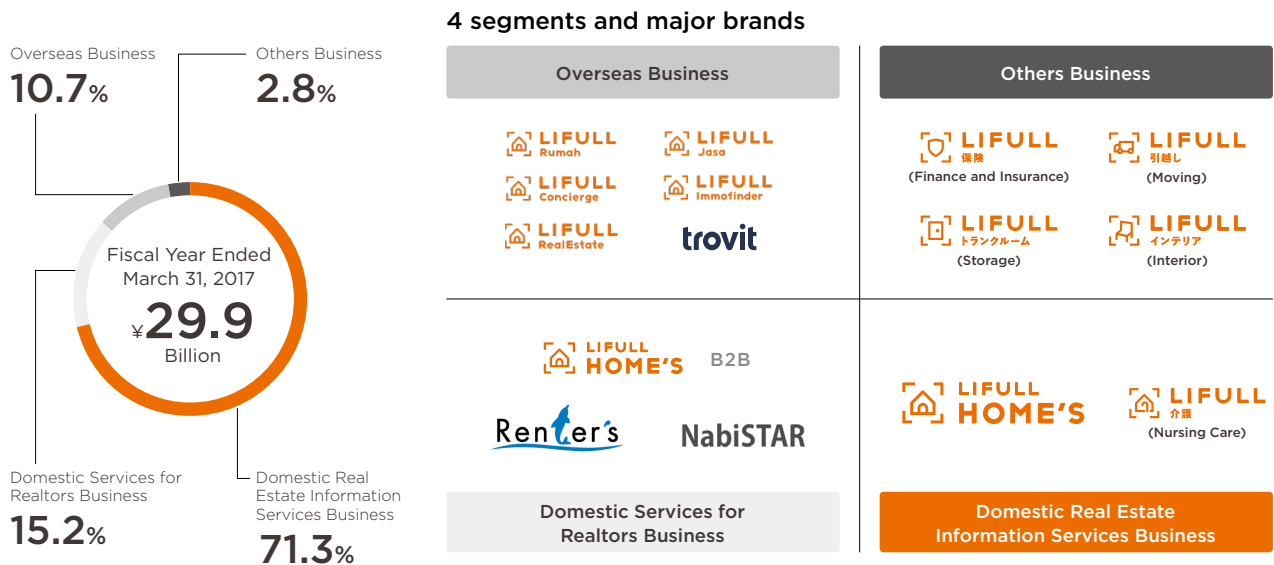 Overseas Business
10.7%
Others Business
2.8%
Fiscal Year Ended
March 31, 2017
¥29.9
Billion
Domestic Services for
Realtors Business
15.2%
Domestic Real
Estate Information
Services Business
71.3%
4 segments and major brands
Overseas Business
LIFULL
Rumah
LIFULL
Jasa
LIFULL
Concierge
LIFULL
Immofinder
LIFULL
RealEstate
trovit
Others Business
LIFULL
保険
(Finance and Insurance)
LIFULL
引越し
(Moving)
LIFULL
トランクルーム
(Storage)
LIFULL
インテリア
(Interior)
LIFULL
HOME'S
B2B
Renter's
NabiSTAR
Domestic Services for
Realtors Business
LIFULL
HOME'S
LIFULL
介護
(Nursing Care)
Domestic Real Estate
Information Services Business